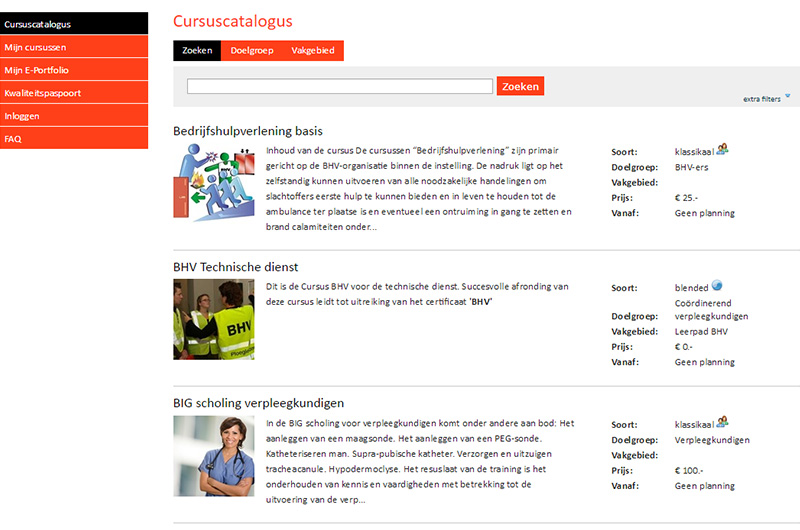 Cursuscatalogus
Mijn cursussen
Mijn E-Portfolio
Kwaliteitspaspoort
Inloggen
FAQ
Cursuscatalogus
Zoeken Doelgroep Vakgebied
Zoeken
extra filters
Bedrijfshulpverlening basis
Inhoud van de cursus De cursussen “Bedrijfshulpverlening” zijn primair
gericht op de BHV-organisatie binnen de instelling. De nadruk ligt op het
zelfstandig kunnen uitvoeren van alle noodzakelijke handelingen om
slachtoffers eerste hulp te kunnen bieden en in leven te houden tot de
ambulance ter plaatse is en eventueel een ontruiming in gang te zetten en
brand calamiteiten onder...
Soort: klassikaal
Doelgroep: BHV-ers
Vakgebied:
Prijs: € 25.-
Vanaf: Geen planning
BHV Technische dienst
BHV
Dit is de Cursus BHV voor de technische dienst. Succesvolle afronding van
deze cursus leidt tot uitreiking van het certificaat 'BHV'
Soort: blended
Coördinerend
Doelgroep: verpleegkundigen
Vakgebied: Leerpad BHV
Prijs: € 0.-
Vanaf: Geen planning
BIG scholing verpleegkundigen
In de BIG scholing voor verpleegkundigen komt onder andere aan bod: Het
aanleggen van een maagsonde. Het aanleggen van een PEG-sonde.
Katheteriseren man. Supra-pubische katheter. Verzorgen en uitzuigen
tracheacanule. Hypodermoclyse. Het resuslaat van de training is het
onderhouden van kennis en vaardigheden met betrekking tot de
uitvoering van de verp...
Soort: klassikaal
Doelgroep: Verpleegkundigen
Vakgebied:
Prijs: € 100.-
Vanaf: Geen planning